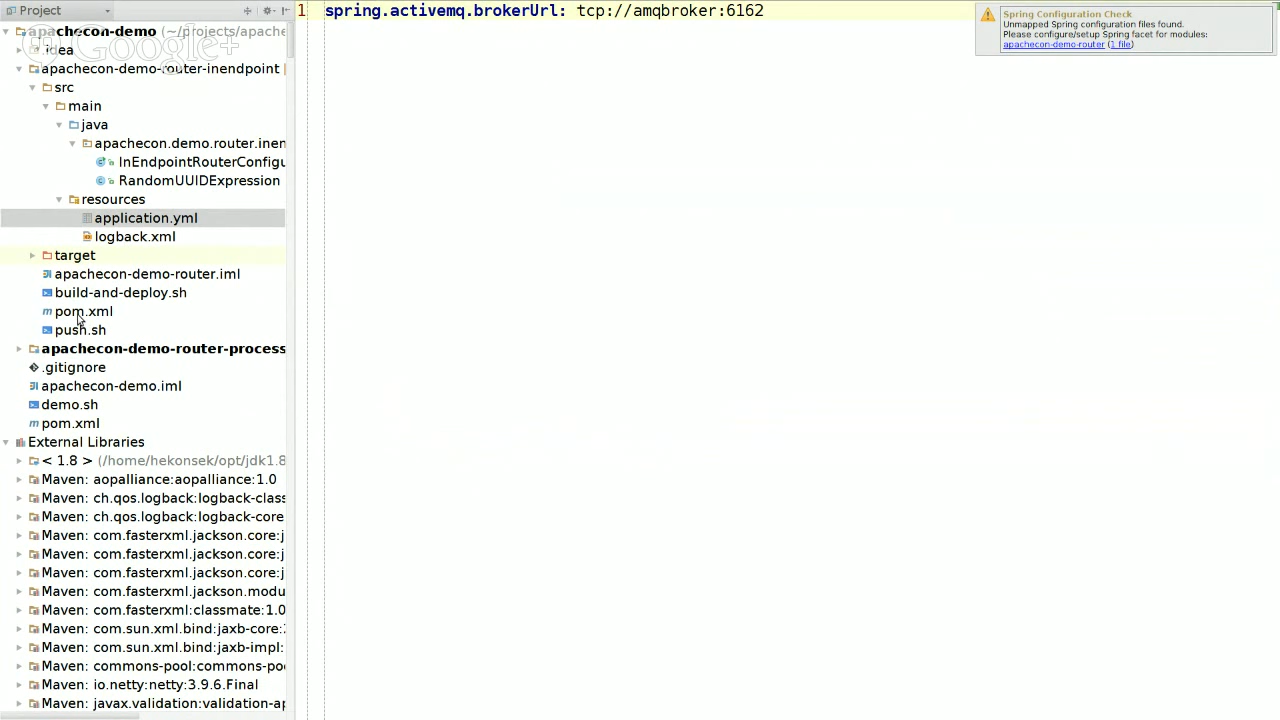 Project
apachecon-demo (~/projects/apache
Google+
.idea
apachecon-demo-router-inendpoint
src
main
java
apachecon.demo.router.inen
InEndpointRouterConfigu
RandomUUIDExpression
resources
application.yml
logback.xml
target
apachecon-demo-router.iml
build-and-deploy.sh
pom.xml
push.sh
apachecon-demo-router-process
.gitignore
apachecon-demo.iml
demo.sh
pom.xml
External Libraries
< 1.8 > (/home/hekonsek/opt/jdk1.8
Maven: aopalliance:aopalliance:1.0
Maven: ch.qos.logback:logback-class
Maven: ch.qos.logback:logback-core
Maven: com.fasterxml.jackson.core:j
Maven: com.fasterxml.jackson.core:j
Maven: com.fasterxml.jackson.core:j
Maven: com.fasterxml.jackson.modu
Maven: com.fasterxml:classmate:1.0
Maven: com.sun.xml.bind:jaxb-core:
Maven: com.sun.xml.bind:jaxb-impl:
Maven: commons-pool:commons-po
Maven: io.netty:netty:3.9.6.Final
Maven: javax.validation:validation-ap
1 spring.activemq.brokerUrl: tcp://amqbroker:6162
Spring Configuration Check
Unmapped Spring configuration files found.
Please configure/setup Spring facet for modules:
apachecon-demo-router (1 file)